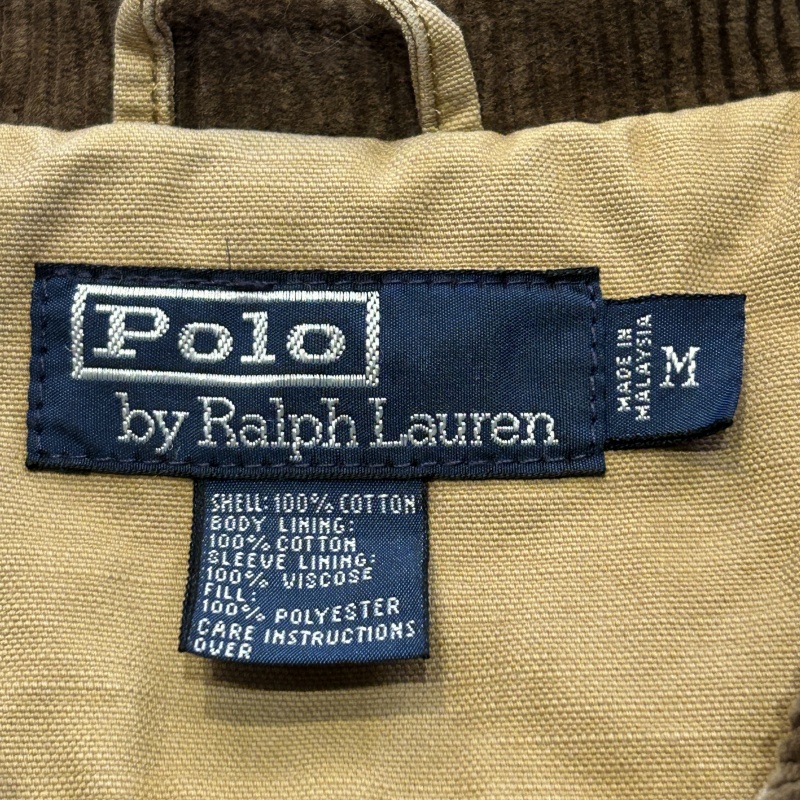 Polo
by Ralph Lauren
MADE IN
MALAYSIA
M
SHELL: 100% COTTON
BODY LINING:
100% COTTON
SLEEVE LINING:
100% VISCOSE
FILL:
100% POLYESTER
CARE INSTRUCTIONS
OVER